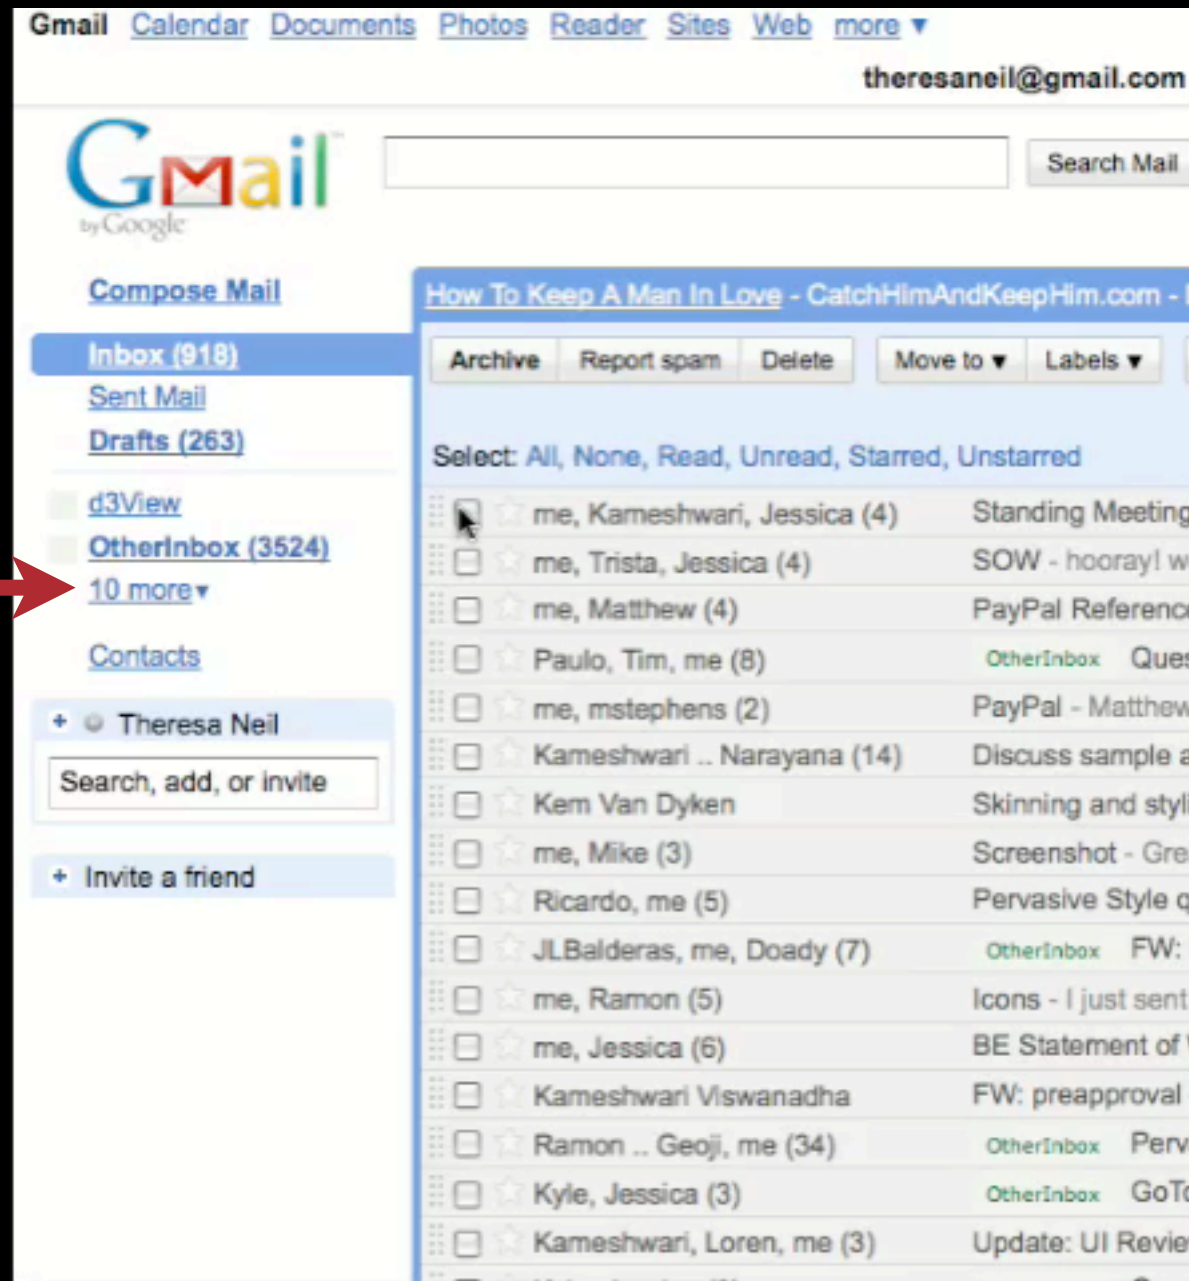 Gmail Calendar Documents Photos Reader Sites Web more ▼
theresaneil@gmail.com
Gmail™
by Google
Search Mail
Compose Mail
How To Keep A Man In Love - CatchHimAndKeepHim.com -
Inbox (918)
Archive Report spam Delete Move to ▼ Labels ▼
Sent Mail
Drafts (263)
Select: All, None, Read, Unread, Starred, Unstarred
d3View
OtherInbox (3524)
10 more ▾
Contacts
+ Theresa Neil
Search, add, or invite
+ Invite a friend
me, Kameshwari, Jessica (4) Standing Meeting
me, Trista, Jessica (4) SOW - hooray! w
me, Matthew (4) PayPal Reference
Paulo, Tim, me (8) OtherInbox Ques
me, mstephens (2) PayPal - Matthew
Kameshwari .. Narayana (14) Discuss sample a
Kem Van Dyken Skinning and styli
me, Mike (3) Screenshot - Gre
Ricardo, me (5) Pervasive Style q
JLBalderas, me, Doady (7) OtherInbox FW:
me, Ramon (5) Icons - I just sent
me, Jessica (6) BE Statement of
Kameshwari Viswanadha FW: preapproval
Ramon .. Geoji, me (34) OtherInbox Perv
Kyle, Jessica (3) OtherInbox GoTo
Kameshwari, Loren, me (3) Update: UI Revie